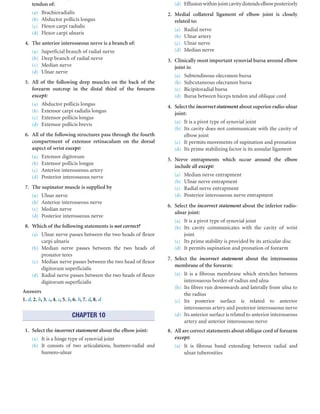 tendon of:
(a) Brachioradialis
(b) Abductor pollicis longus
(c) Flexor carpi radialis
(d) Flexor carpi ulnaris
4. The anterior interosseous nerve is a branch of:
(a) Superficial branch of radial nerve
(b) Deep branch of radial nerve
(c) Median nerve
(d) Ulnar nerve
5. All of the following deep muscles on the back of the
forearm outcrop in the distal third of the forearm
except:
(a) Abductor pollicis longus
(b) Extensor carpi radialis longus
(c) Extensor pollicis longus
(d) Extensor pollicis brevis
6. All of the following structures pass through the fourth
compartment of extensor retinaculum on the dorsal
aspect of wrist except:
(a) Extensor digitorum
(b) Extensor pollicis longus
(c) Anterior interosseous artery
(d) Posterior interosseous nerve
7. The supinator muscle is supplied by
(a) Ulnar nerve
(b) Anterior interosseous nerve
(c) Median nerve
(d) Posterior interosseous nerve
8. Which of the following statements is not correct?
(a) Ulnar nerve passes between the two heads of flexor
carpi ulnaris
(b) Median nerve passes between the two heads of
pronator teres
(c) Median nerve passes between the two head of flexor
digitorum superficialis
(d) Radial nerve passes between the two heads of flexor
digitorum superficialis
Answers
1. d, 2. b, 3. a, 4. c, 5. b, 6. b, 7. d, 8. d
CHAPTER 10
1. Select the incorrect statement about the elbow joint:
(a) It is a hinge type of synovial joint
(b) It consists of two articulations, humero-radial and
humero-ulnar
(d) Effusion within joint cavity distends elbow posteriorly
2. Medial collateral ligament of elbow joint is closely
related to:
(a) Radial nerve
(b) Ulnar artery
(c) Ulnar nerve
(d) Median nerve
3. Clinically most important synovial bursa around elbow
joint is:
(a) Subtendinous olecranon bursa
(b) Subcutaneous olecranon bursa
(c) Bicipitoradial bursa
(d) Bursa between biceps tendon and oblique cord
4. Select the incorrect statement about superior radio-ulnar
joint:
(a) It is a pivot type of synovial joint
(b) Its cavity does not communicate with the cavity of
elbow joint
(c) It permits movements of supination and pronation
(d) Its prime stabilizing factor is its annular ligament
5. Nerve entrapments which occur around the elbow
include all except:
(a) Median nerve entrapment
(b) Ulnar nerve entrapment
(c) Radial nerve entrapment
(d) Posterior interosseous nerve entrapment
6. Select the incorrect statement about the inferior radio-
ulnar joint:
(a) It is a pivot type of synovial joint
(b) Its cavity communicates with the cavity of wrist
joint
(c) Its prime stability is provided by its articular disc
(d) It permits supination and pronation of forearm
7. Select the incorrect statement about the interosseous
membrane of the forearm:
(a) It is a fibrous membrane which stretches between
interosseous border of radius and ulna
(b) Its fibres run downwards and laterally from ulna to
the radius
(c) Its posterior surface is related to anterior
interosseous artery and posterior interosseous nerve
(d) Its anterior surface is related to anterior interosseous
artery and anterior interosseous nerve
8. All are correct statements about oblique cord of forearm
except:
(a) It is fibrous band extending between radial and
ulnar tuberosities